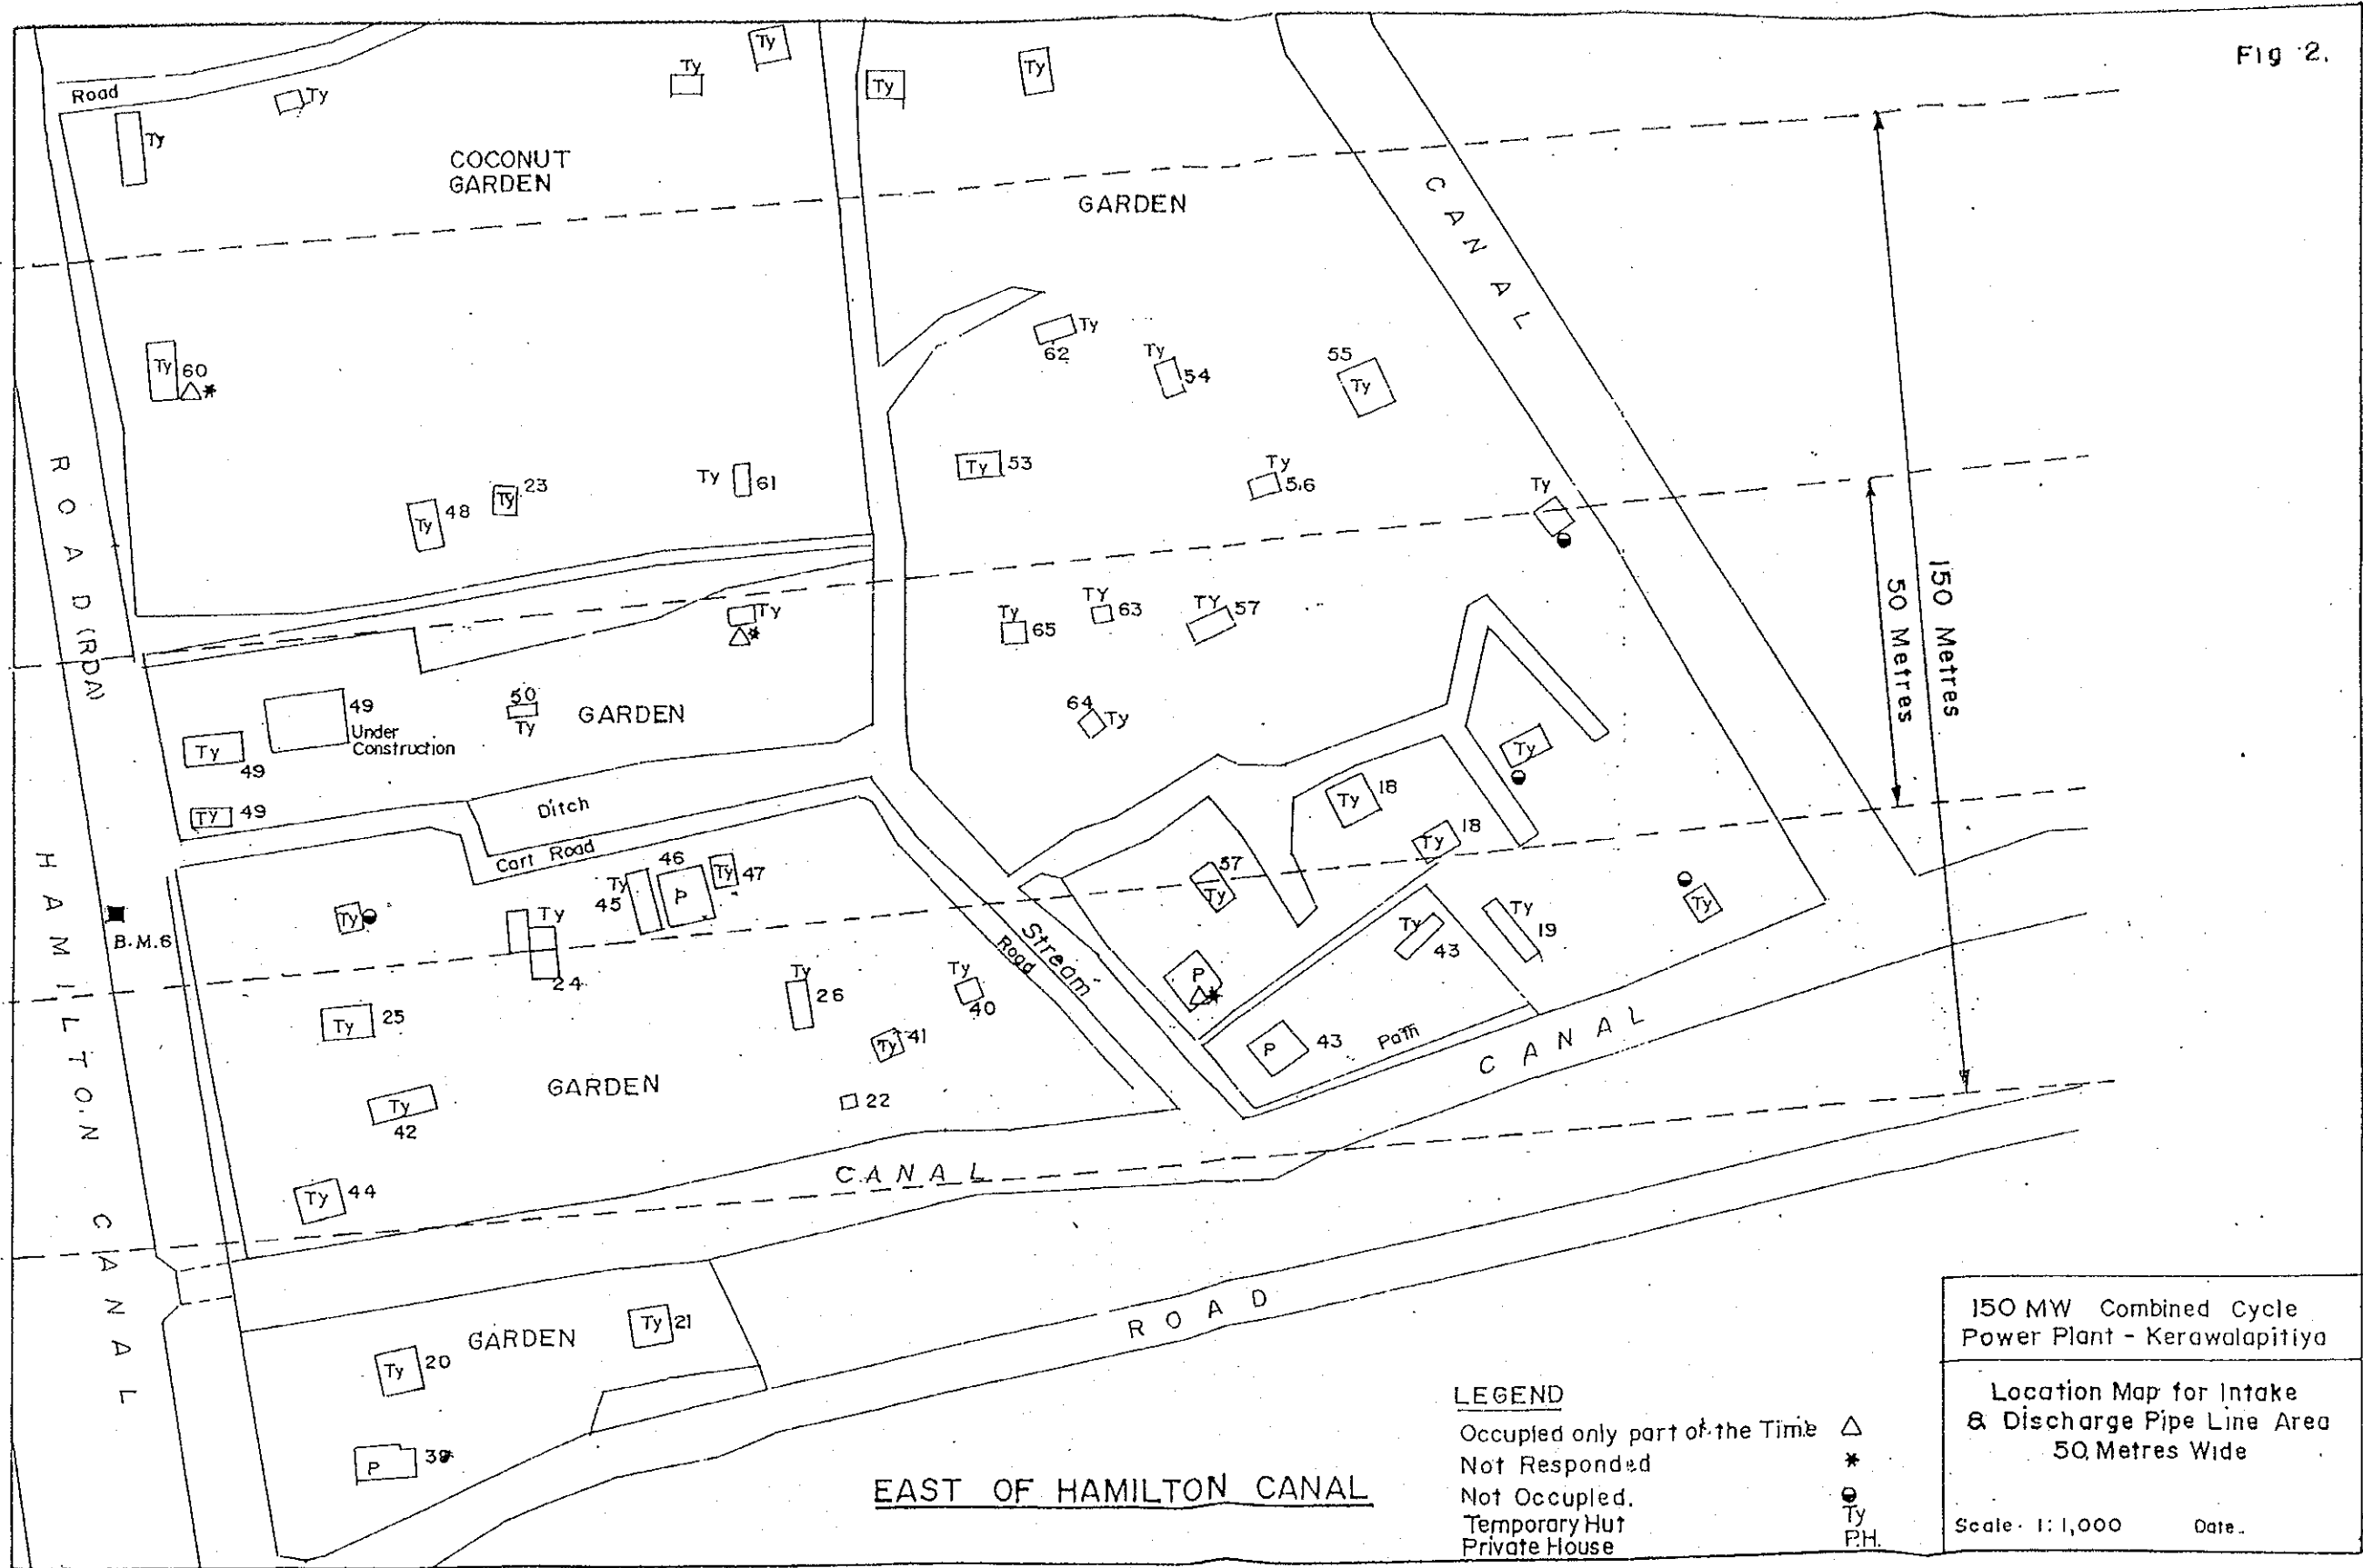 Fig 2.
Ty
Ty
Ty
Ty
Road
Ty
Ty
COCONUT
GARDEN
GARDEN
CANAL
Ty
62
Ty
54
55
Ty
Ty 60
△*
ROAD (RDA)
Ty 53
Ty
56
Ty
Ty 61
Ty 23
Ty 48
150 Metres
50 Metres
Ty
△*
Ty
65
Ty
63
Ty 57
64 Ty
49
Under
Construction
50
Ty
GARDEN
Ty
49
Ty 49
Ty
Ty 18
Ty 18
Ditch
Cart Road
46
Ty
45
P
Ty 47
57
Ty
HAMILTON CANAL
B.M.6
Ty
Ty
24
Stream
Road
Ty
43
Ty
19
Ty
P
△*
Ty 25
Ty
26
Ty
40
Ty 41
P 43
Path
CANAL
GARDEN
22
Ty
42
CANAL
Ty 44
ROAD
GARDEN
Ty 21
Ty 20
P
EAST OF HAMILTON CANAL
LEGEND
Occupied only part of the Time △
Not Responded *
Not Occupied.
Temporary Hut Ty
Private House P.H.
150 MW Combined Cycle
Power Plant - Kerawalapitiya
Location Map for Intake
& Discharge Pipe Line Area
50 Metres Wide
Scale 1:1,000 Date